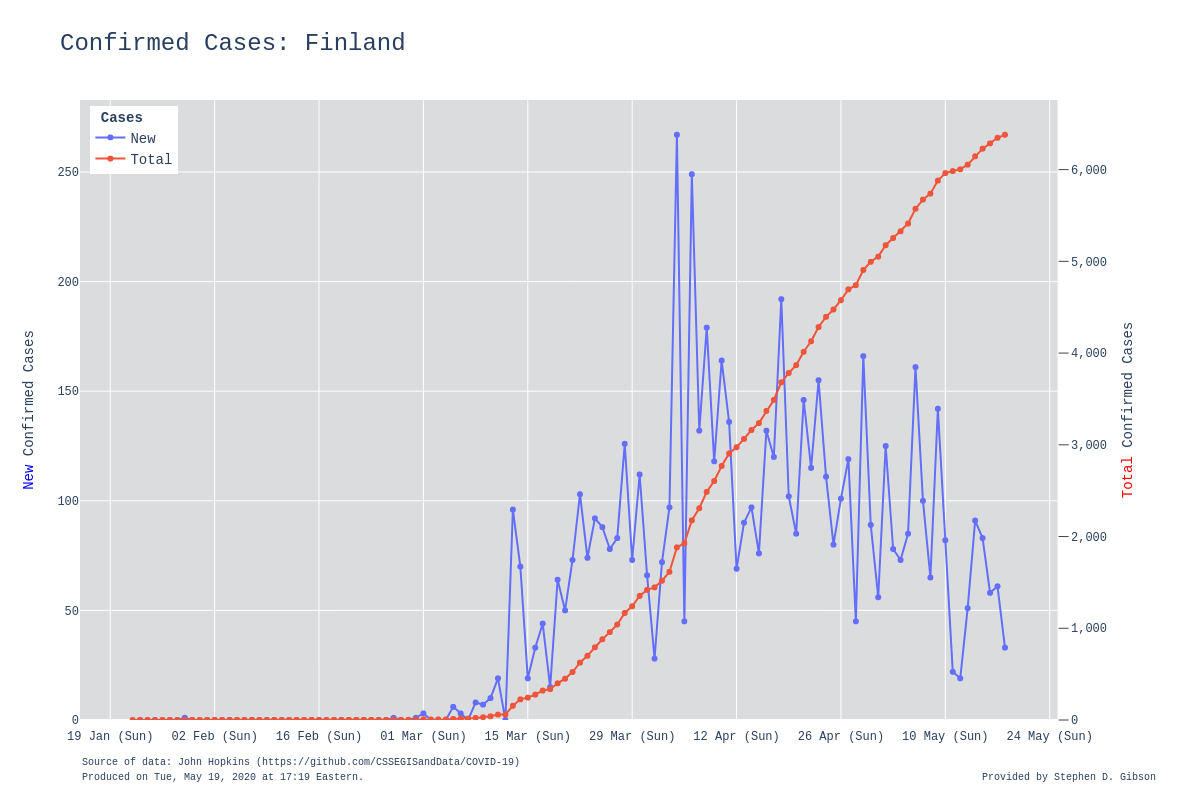 Confirmed Cases: Finland
Cases
New
Total
250
200
150
100
50
0
6,000
5,000
4,000
3,000
2,000
1,000
0
New Confirmed Cases
Total Confirmed Cases
19 Jan (Sun) 02 Feb (Sun) 16 Feb (Sun) 01 Mar (Sun) 15 Mar (Sun) 29 Mar (Sun) 12 Apr (Sun) 26 Apr (Sun) 10 May (Sun) 24 May (Sun)
Source of data: John Hopkins (https://github.com/CSSEGISandData/COVID-19)
Produced on Tue, May 19, 2020 at 17:19 Eastern.
Provided by Stephen D. Gibson